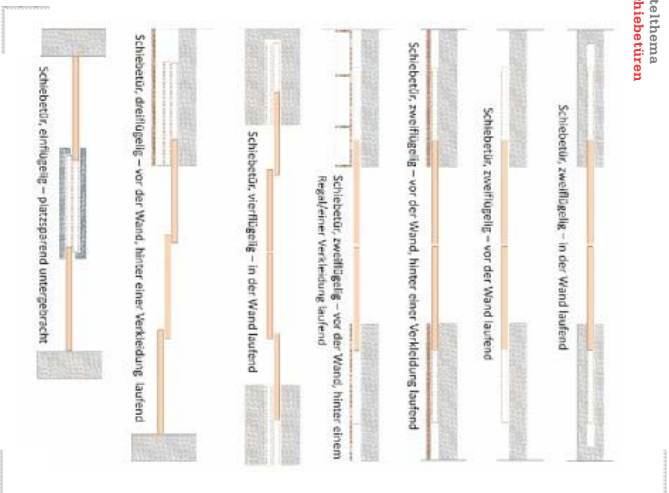 telthema
chiebetüren
Schiebetür, zweiflügelig – in der Wand laufend
Schiebetür, zweiflügelig – vor der Wand laufend
Schiebetür, zweiflügelig – vor der Wand, hinter einer Verkleidung laufend
Schiebetür, zweiflügelig – vor der Wand, hinter einem
Regal/einer Verkleidung laufend
Schiebetür, vierflügelig – in der Wand laufend
Schiebetür, dreiflügelig – vor der Wand, hinter einer Verkleidung laufend
Schiebetür, einflügelig – platzsparend untergebracht